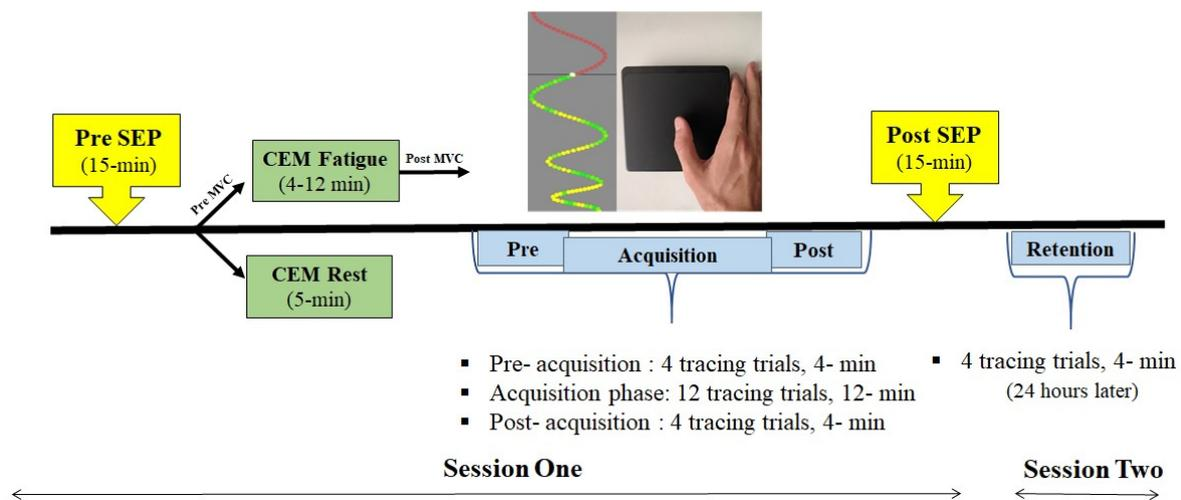 Pre SEP
(15-min)
Pre MVC
CEM Fatigue
(4-12 min)
Post MVC
CEM Rest
(5-min)
Post SEP
(15-min)
Pre
Acquisition
Post
Retention
▪ Pre- acquisition : 4 tracing trials, 4- min
▪ Acquisition phase: 12 tracing trials, 12- min
▪ Post- acquisition : 4 tracing trials, 4- min
▪ 4 tracing trials, 4- min
(24 hours later)
Session One
Session Two